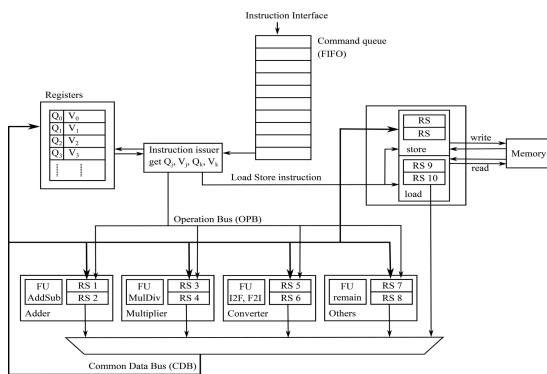 Instruction Interface
Command queue
(FIFO)
Registers
Q0 V0
Q1 V1
Q2 V2
Q3 V3
Instruction issuer
get Qj, Vj, Qk, Vk
RS
RS
store
write
Memory
read
RS 9
RS 10
load
Load Store instruction
Operation Bus (OPB)
FU
AddSub
RS 1
RS 2
Adder
FU
MulDiv
RS 3
RS 4
Multiplier
FU
I2F, F2I
RS 5
RS 6
Converter
FU
remain
RS 7
RS 8
Others
Common Data Bus (CDB)